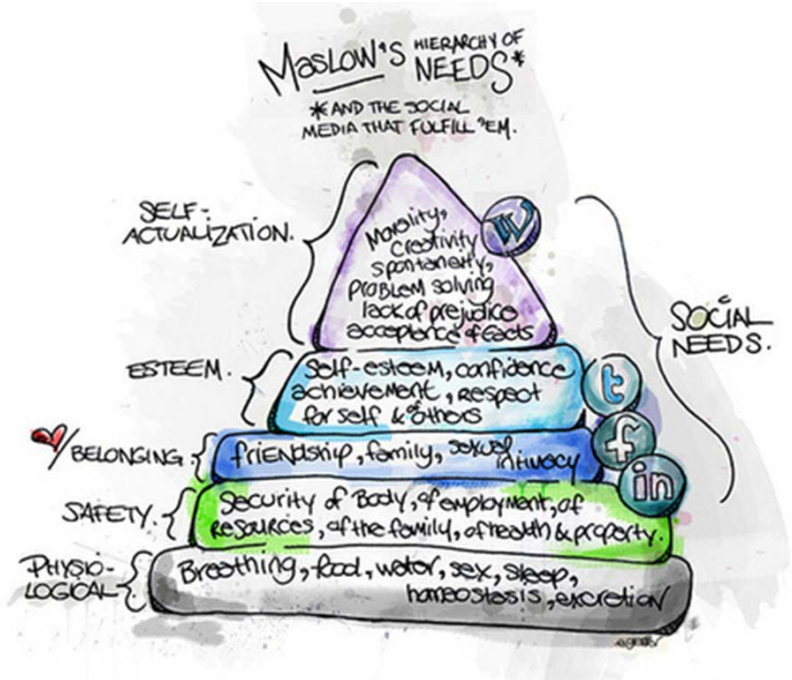 MASLOW'S HIERARCHY OF
NEEDS*
* AND THE SOCIAL
MEDIA THAT FULFILL 'EM.
SELF-
ACTUALIZATION.
Morality,
creativity
spontaneity,
PROBLEM solving
lack of prejudice
acceptance of facts
W
SOCIAL
NEEDS.
ESTEEM.
Self-esteem, confidence
achievement, respect
for self & of others
t
f
in
BELONGING.
friendship, family, sexual
intimacy
SAFETY.
Security of Body, of employment, of
resources, of the family, of health & property.
PHYSIO-
LOGICAL
Breathing, food, water, sex, sleep,
homeostasis, excretion